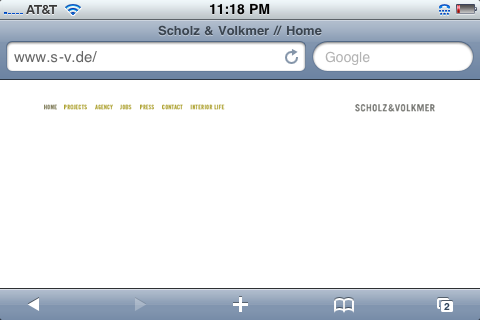 AT&T 11:18 PM
Scholz & Volkmer // Home
www.s-v.de/ Google
HOME PROJECTS AGENCY JOBS PRESS CONTACT INTERIOR LIFE SCHOLZ&VOLKMER
2